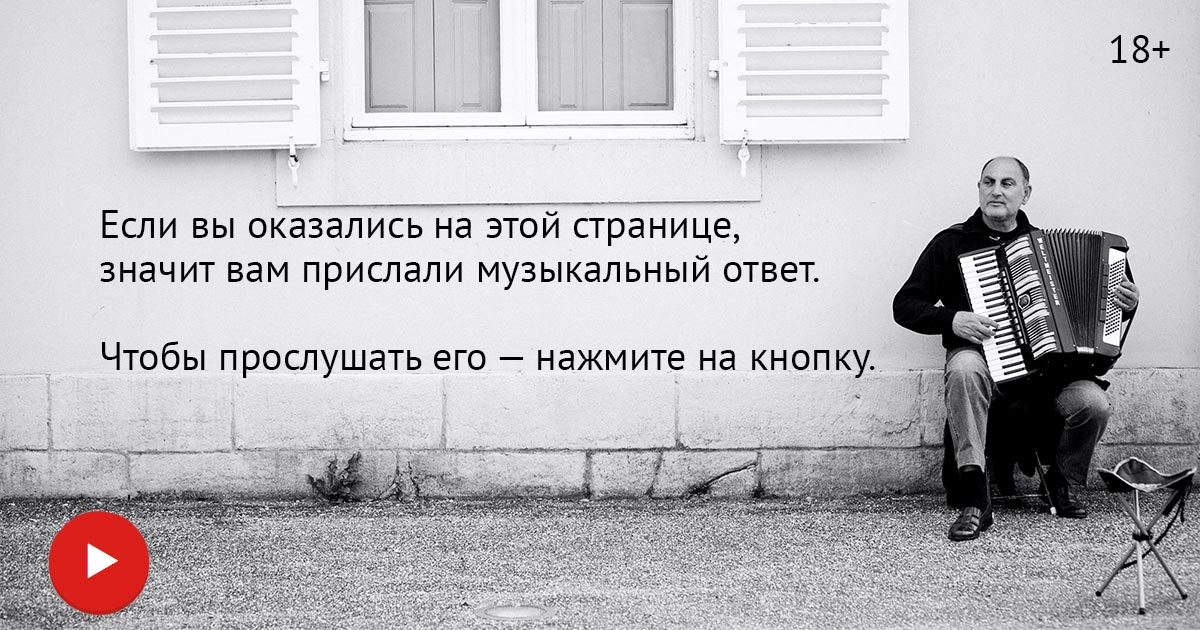 18+
Если вы оказались на этой странице,
значит вам прислали музыкальный ответ.
Чтобы прослушать его — нажмите на кнопку.